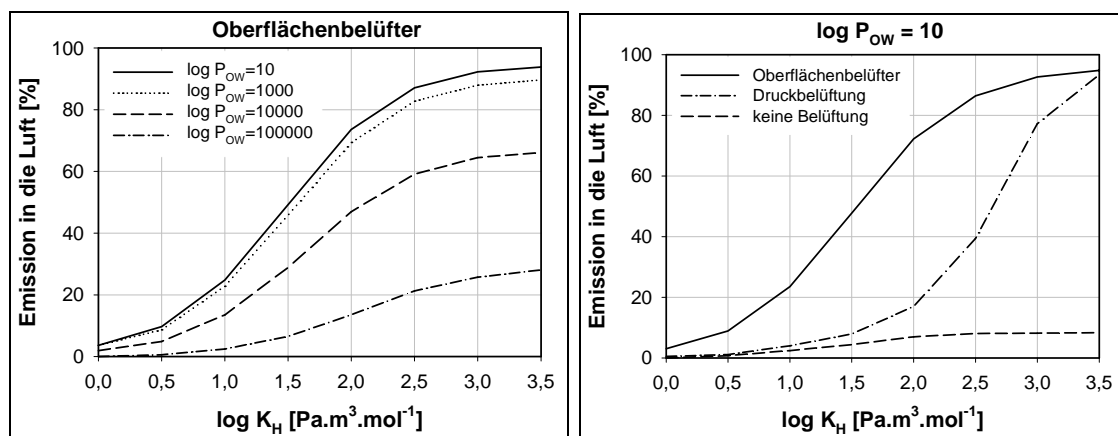 Oberflächenbelüfter
Emission in die Luft [%]
100
80
60
40
20
0
log P_OW=10
log P_OW=1000
log P_OW=10000
log P_OW=100000
0,0 0,5 1,0 1,5 2,0 2,5 3,0 3,5
log K_H [Pa.m³.mol⁻¹]
log P_OW = 10
Emission in die Luft [%]
100
80
60
40
20
0
Oberflächenbelüfter
Druckbelüftung
keine Belüftung
0,0 0,5 1,0 1,5 2,0 2,5 3,0 3,5
log K_H [Pa.m³.mol⁻¹]